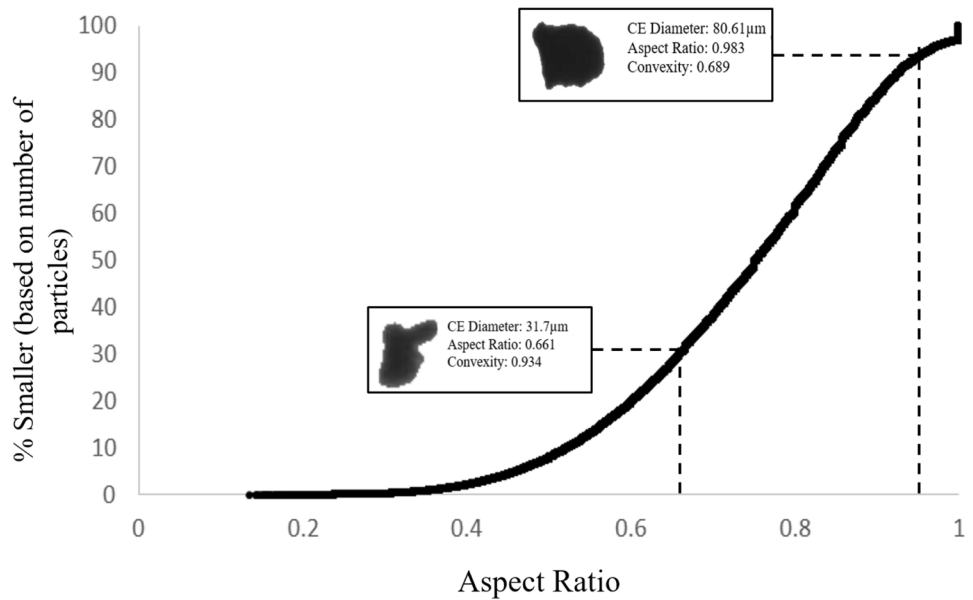 100
90
80
70
60
50
40
30
20
10
0
% Smaller (based on number of
particles)
CE Diameter: 80.61µm
Aspect Ratio: 0.983
Convexity: 0.689
CE Diameter: 31.7µm
Aspect Ratio: 0.661
Convexity: 0.934
0
0.2
0.4
0.6
0.8
1
Aspect Ratio